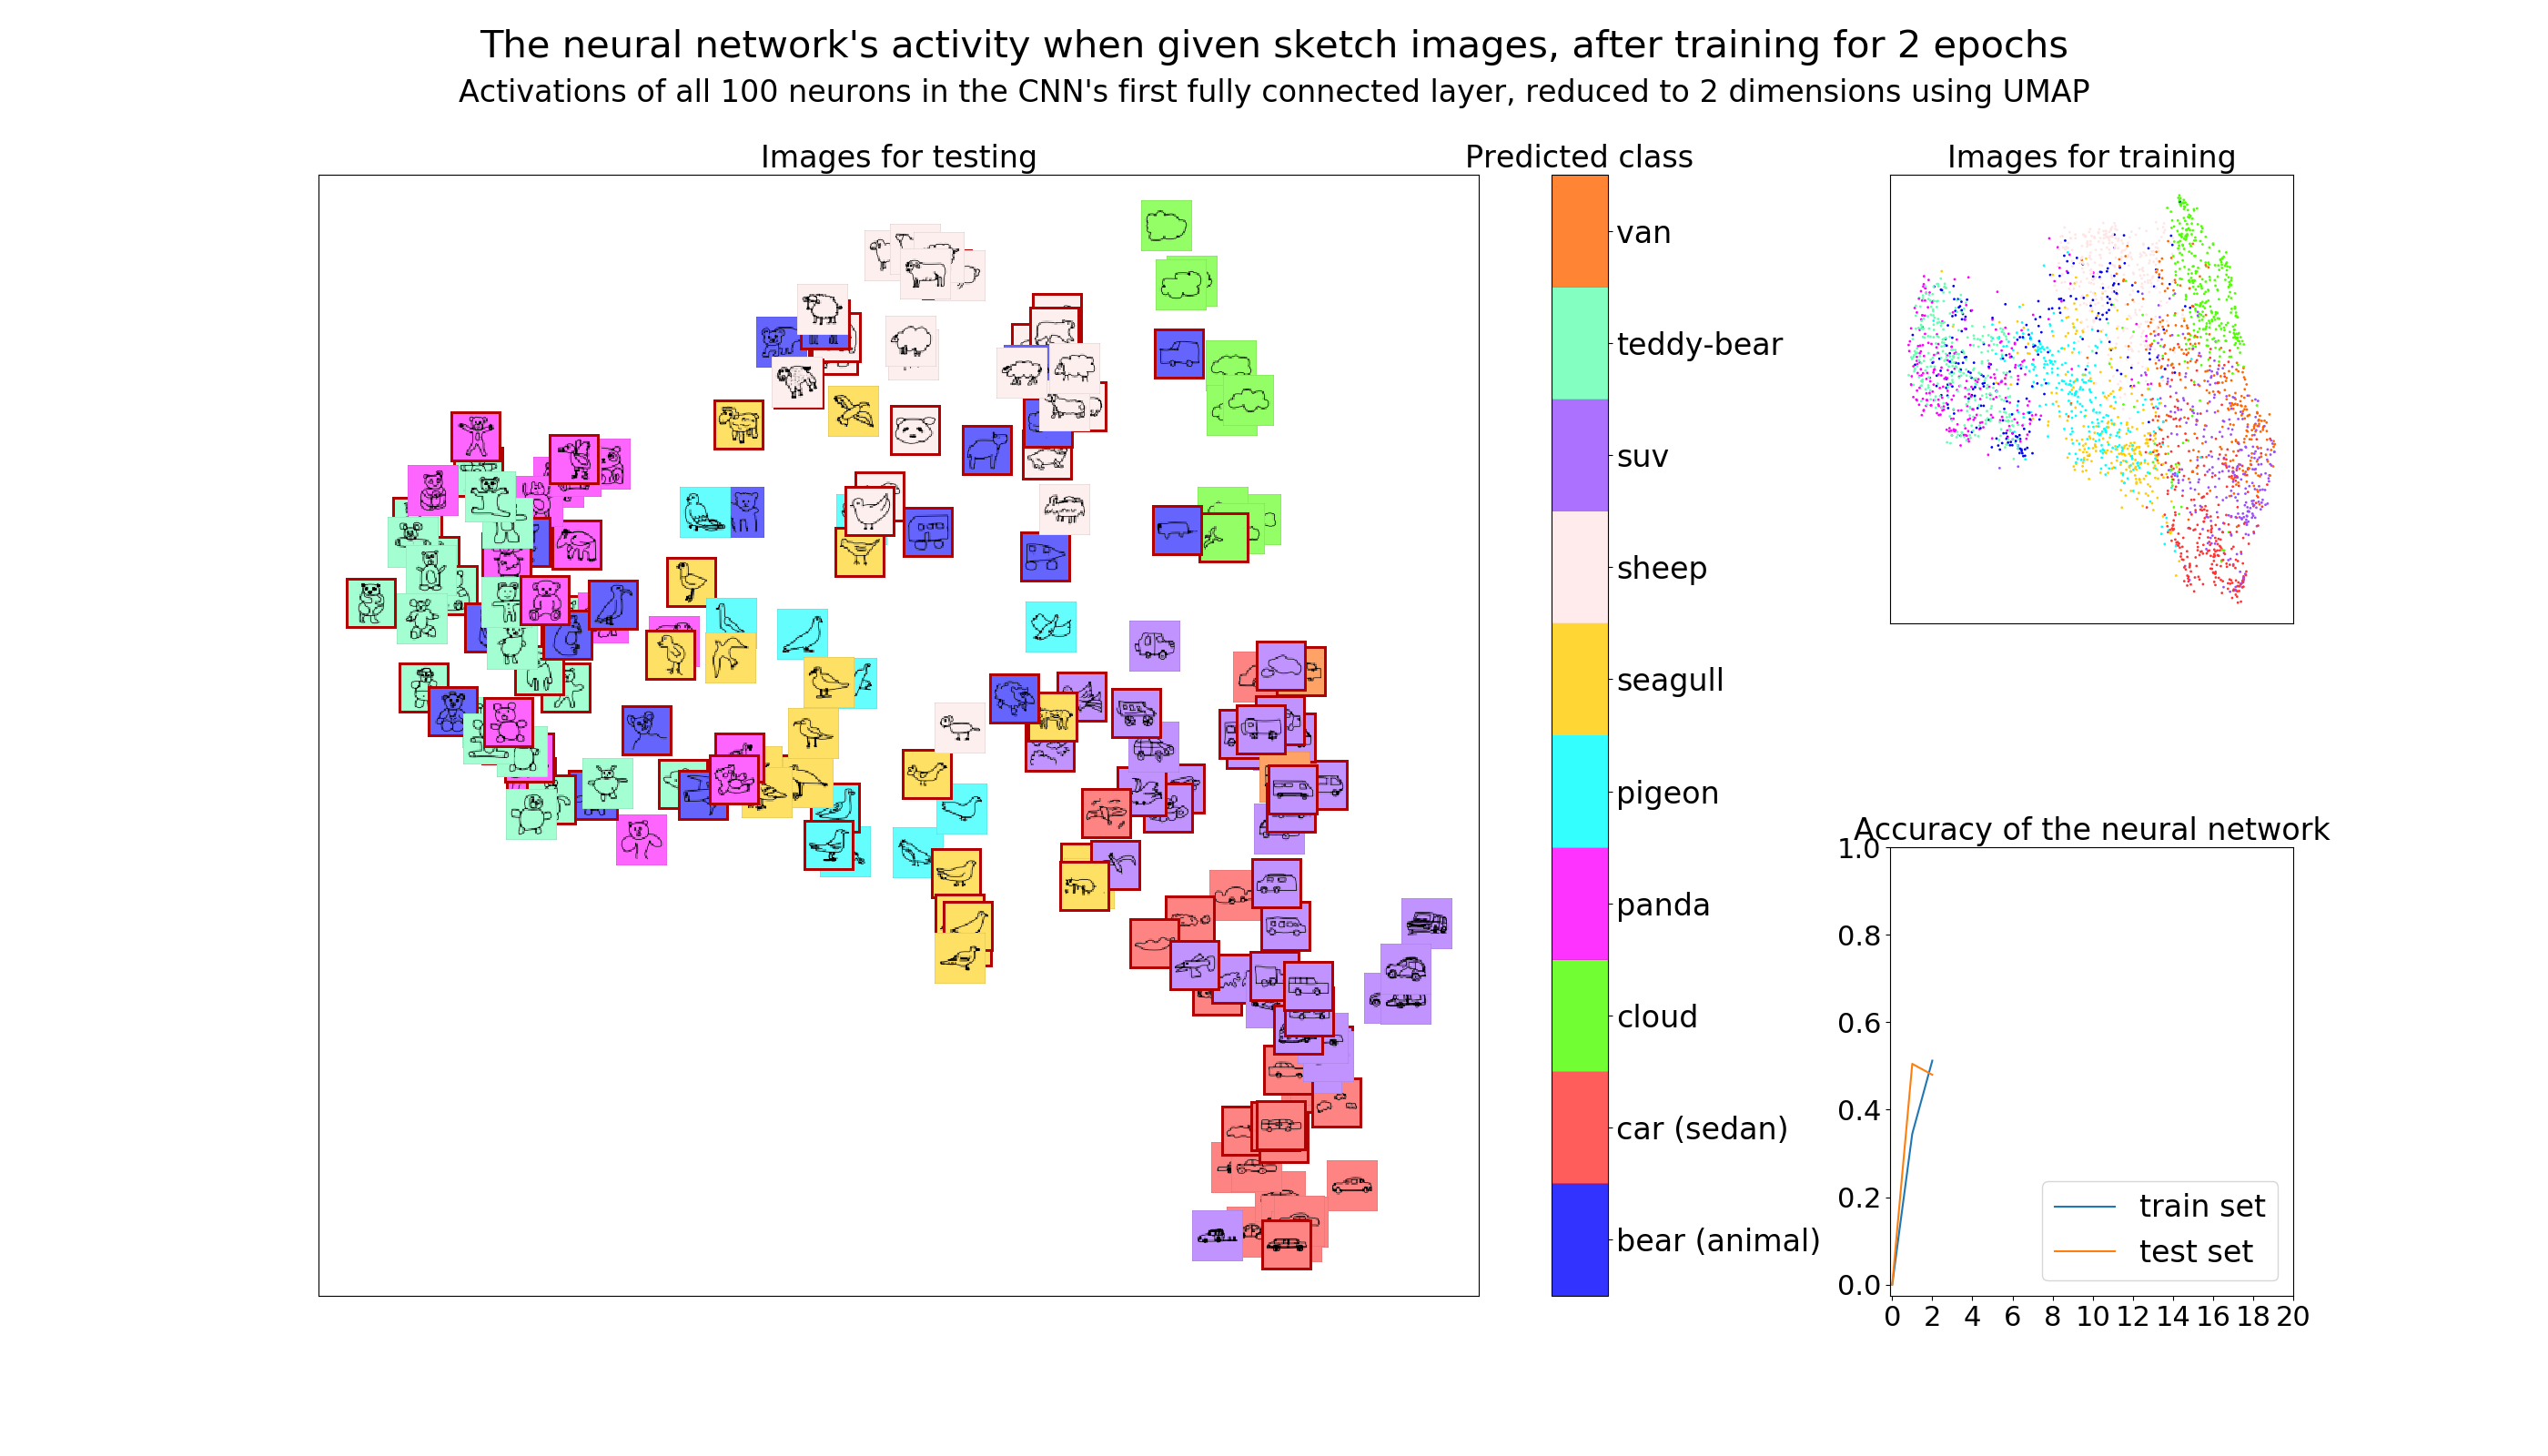 The neural network's activity when given sketch images, after training for 2 epochs
Activations of all 100 neurons in the CNN's first fully connected layer, reduced to 2 dimensions using UMAP
Images for testing
Predicted class
van
teddy-bear
suv
sheep
seagull
pigeon
panda
cloud
car (sedan)
bear (animal)
Images for training
Accuracy of the neural network
1.0
0.8
0.6
0.4
0.2
0.0
train set
test set
0 2 4 6 8 10 12 14 16 18 20